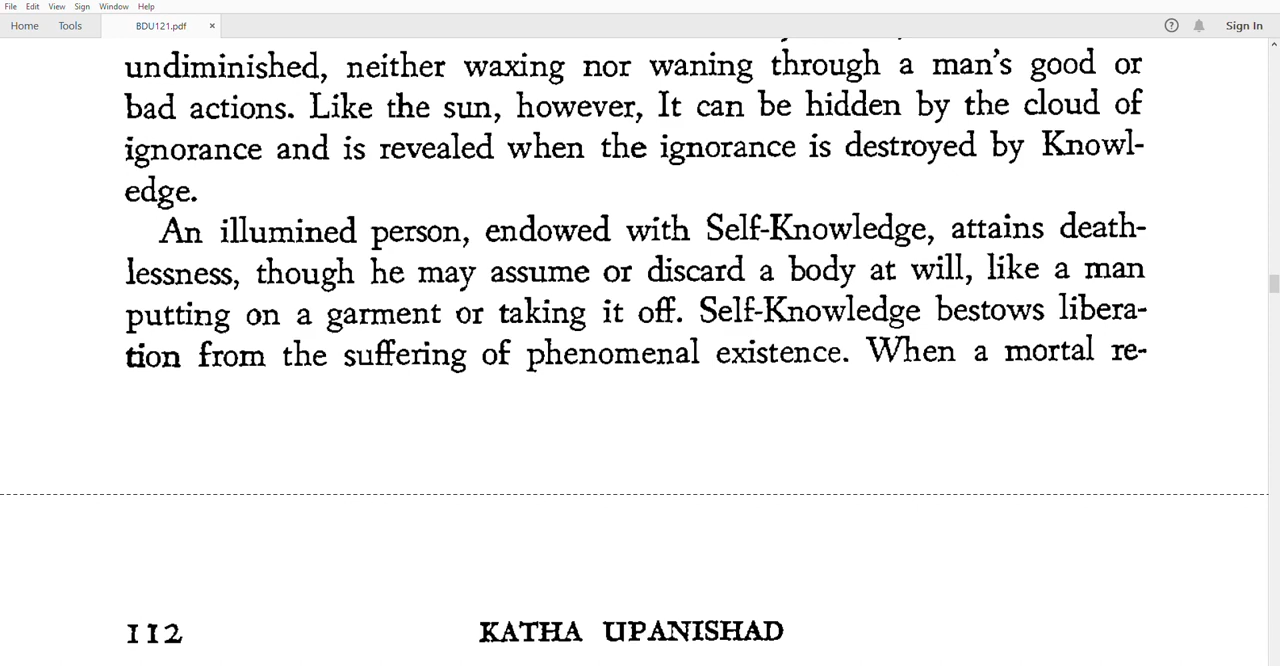 File Edit View Sign Window Help
Home Tools BDU121.pdf × ? Sign In
undiminished, neither waxing nor waning through a man's good or
bad actions. Like the sun, however, It can be hidden by the cloud of
ignorance and is revealed when the ignorance is destroyed by Knowl-
edge.
An illumined person, endowed with Self-Knowledge, attains death-
lessness, though he may assume or discard a body at will, like a man
putting on a garment or taking it off. Self-Knowledge bestows libera-
tion from the suffering of phenomenal existence. When a mortal re-
112 KATHA UPANISHAD